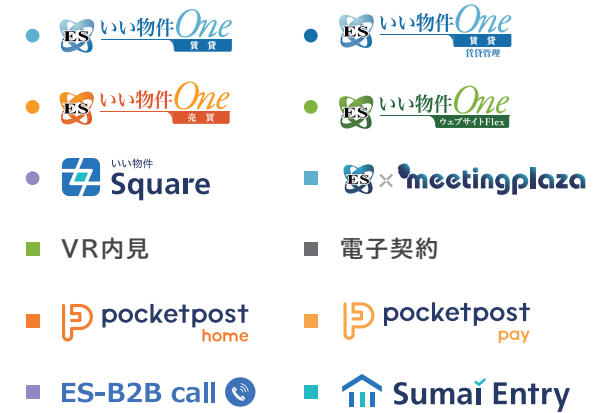 ES いい物件One
賃貸
ES いい物件One
賃貸
賃貸管理
ES いい物件One
売買
ES いい物件One
ウェブサイトFlex
いい物件
Square
ES × meetingplaza
VR内見
電子契約
pocketpost
home
pocketpost
pay
ES-B2B call
Sumai Entry